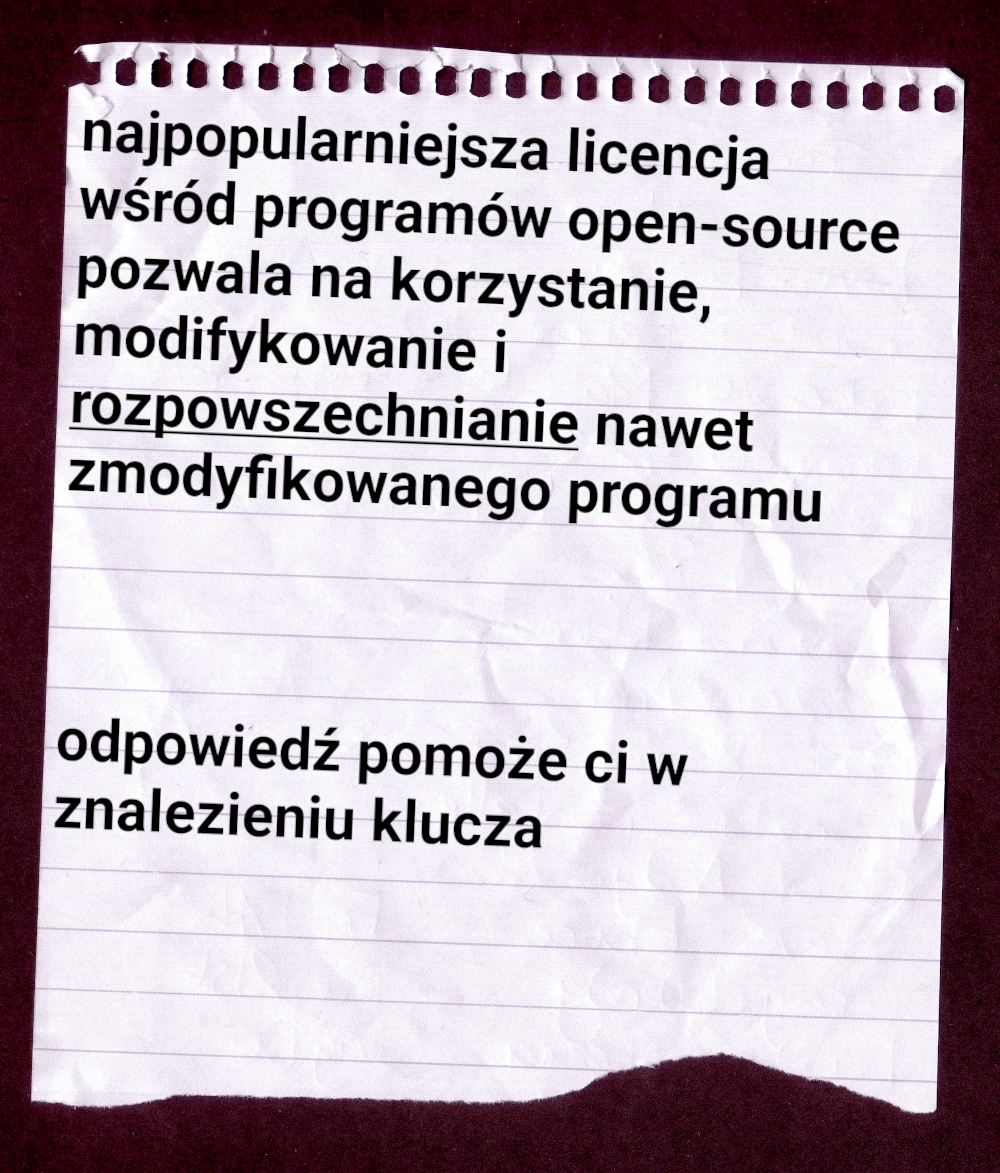 najpopularniejsza licencja
wśród programów open-source
pozwala na korzystanie,
modifykowanie i
rozpowszechnianie nawet
zmodyfikowanego programu
odpowiedź pomoże ci w
znalezieniu klucza